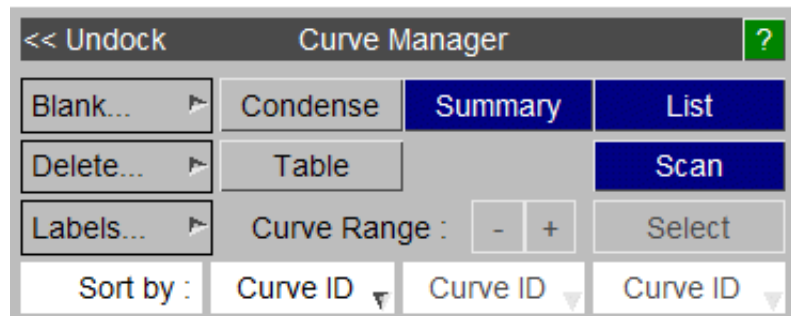 << Undock Curve Manager ?
Blank... Condense Summary List
Delete... Table Scan
Labels... Curve Range : - + Select
Sort by : Curve ID Curve ID Curve ID